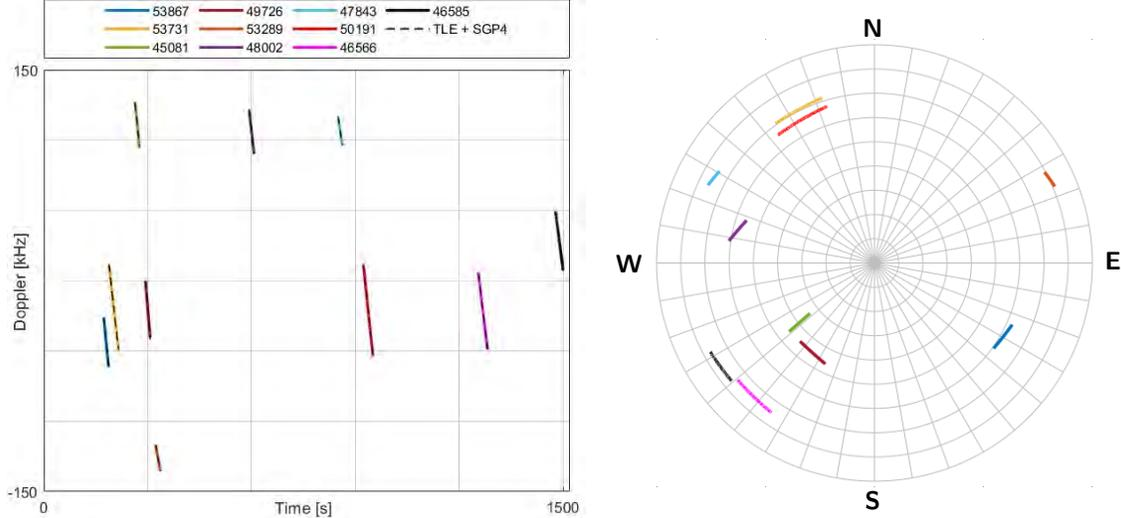 53867 49726 47843 46585
53731 53289 50191 TLE + SGP4
45081 48002 46566
150
Doppler [kHz]
-150
0 Time [s] 1500
N
W E
S